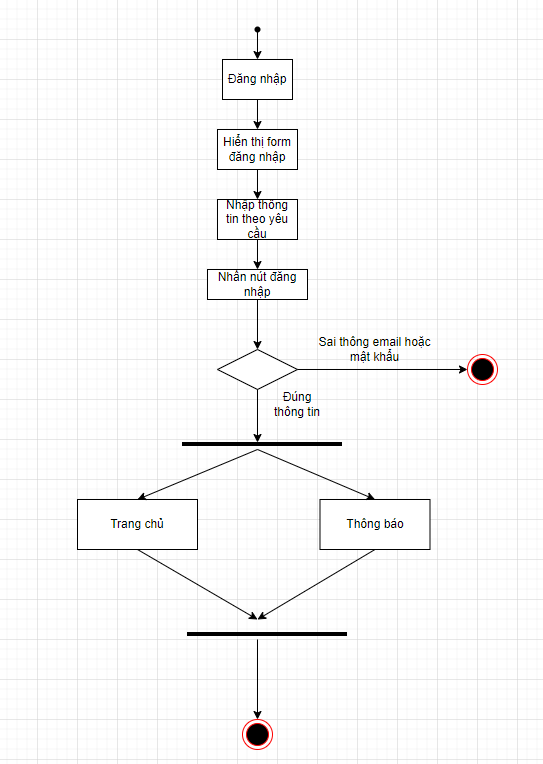 Đăng nhập
Hiển thị form
đăng nhập
Nhập thông
tin theo yêu
cầu
Nhấn nút đăng
nhập
Sai thông email hoặc
mật khẩu
Đúng
thông tin
Trang chủ
Thông báo